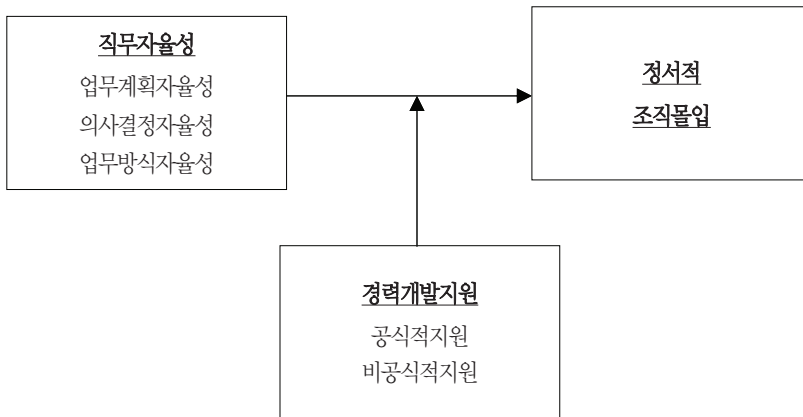 직무자율성
업무계획자율성
의사결정자율성
업무방식자율성
정서적
조직몰입
경력개발지원
공식적지원
비공식적지원